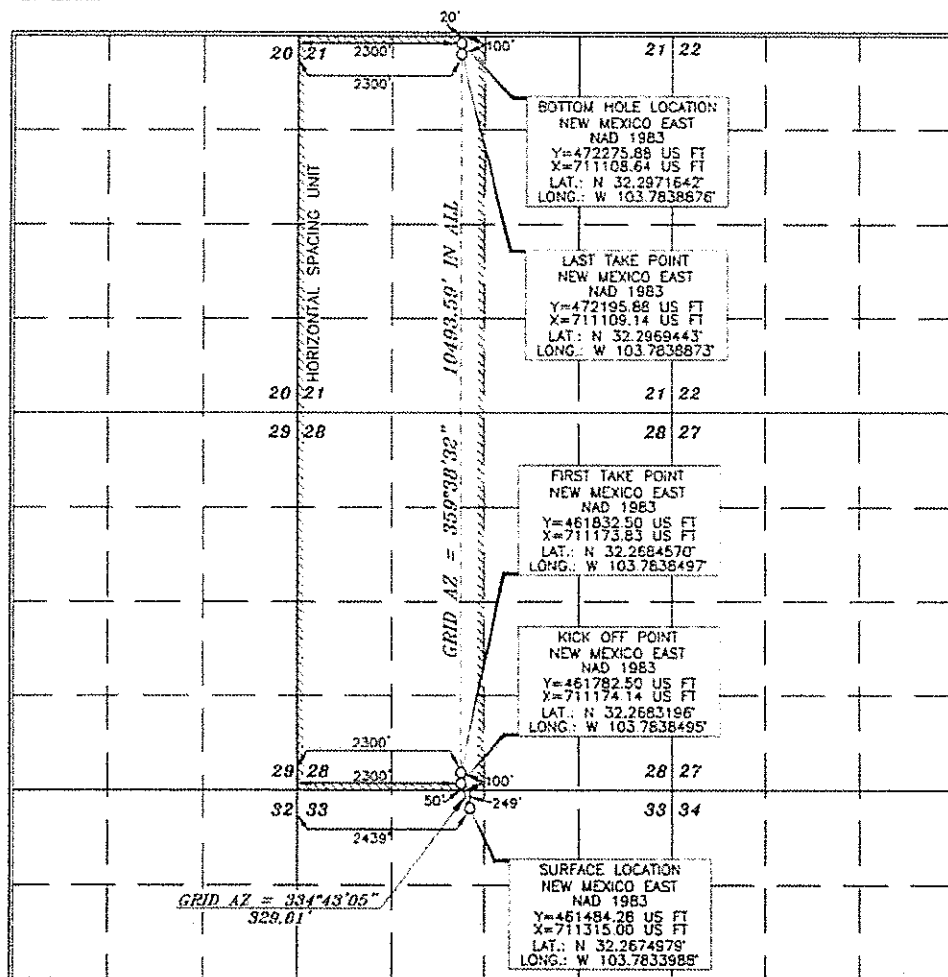 20'
20 21
2300'
100'
21 22
2300'
BOTTOM HOLE LOCATION
NEW MEXICO EAST
NAD 1983
Y=472275.88 US FT
X=711108.64 US FT
LAT.: N 32.2971642°
LONG.: W 103.7838876°
HORIZONTAL SPACING UNIT
10493.59' IN ALL
LAST TAKE POINT
NEW MEXICO EAST
NAD 1983
Y=472195.88 US FT
X=711109.14 US FT
LAT.: N 32.2969443°
LONG.: W 103.7838873°
20 21
21 22
29 28
28 27
GRID AZ = 359°38'32"
FIRST TAKE POINT
NEW MEXICO EAST
NAD 1983
Y=461832.50 US FT
X=711173.83 US FT
LAT.: N 32.2684570°
LONG.: W 103.7838497°
KICK OFF POINT
NEW MEXICO EAST
NAD 1983
Y=461782.50 US FT
X=711174.14 US FT
LAT.: N 32.2683196°
LONG.: W 103.7838495°
2300'
29 28
2300'
100'
28 27
50'
249'
32 33
33 34
2439'
SURFACE LOCATION
NEW MEXICO EAST
NAD 1983
Y=461484.28 US FT
X=711315.00 US FT
LAT.: N 32.2674979°
LONG.: W 103.7833988°
GRID AZ = 334°43'05"
329.81'